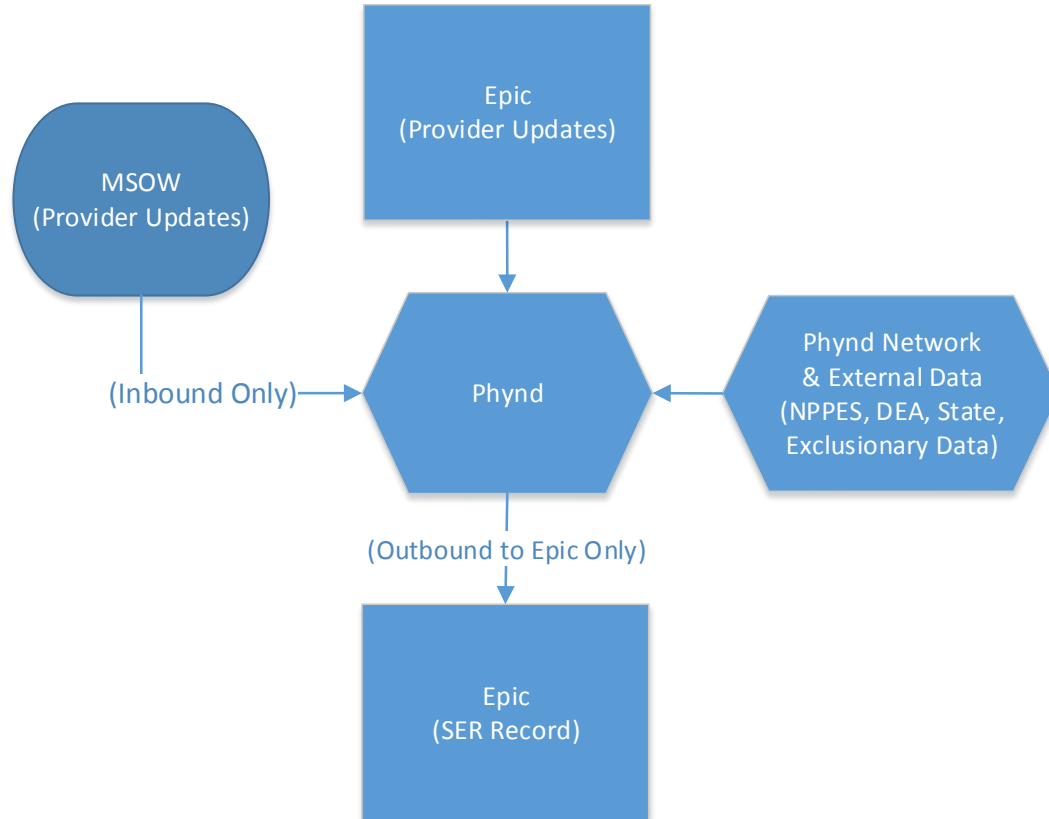 Epic
(Provider Updates)
MSOW
(Provider Updates)
Phynd Network
& External Data
(NPPES, DEA, State,
Exclusionary Data)
Phynd
(Inbound Only)
(Outbound to Epic Only)
Epic
(SER Record)